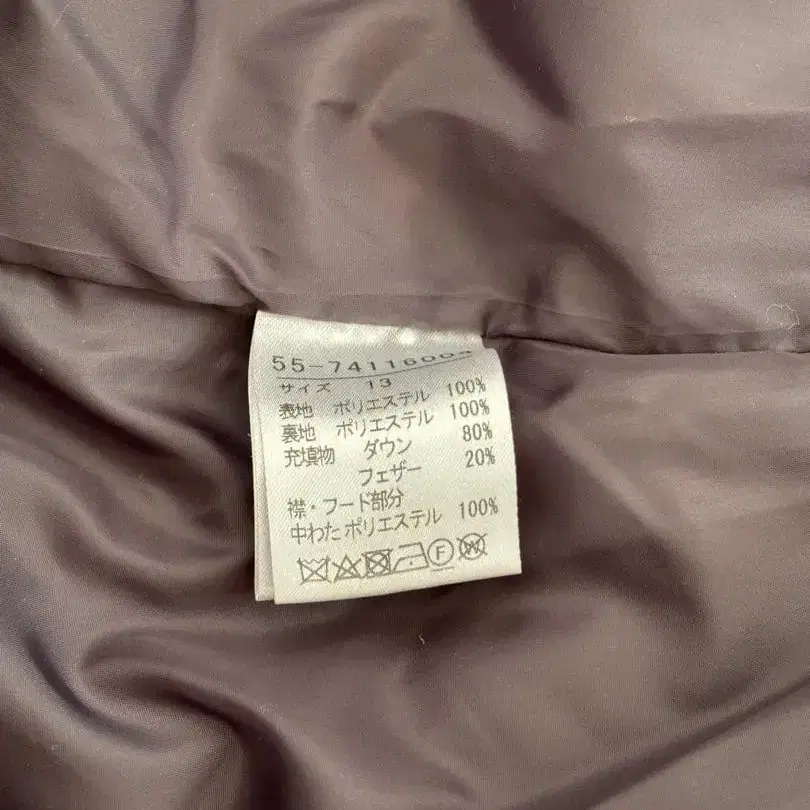 55-74116003
サイズ 13
表地 ポリエステル 100%
裏地 ポリエステル 100%
充填物 ダウン 80%
フェザー 20%
襟・フード部分
中わた ポリエステル 100%
F W